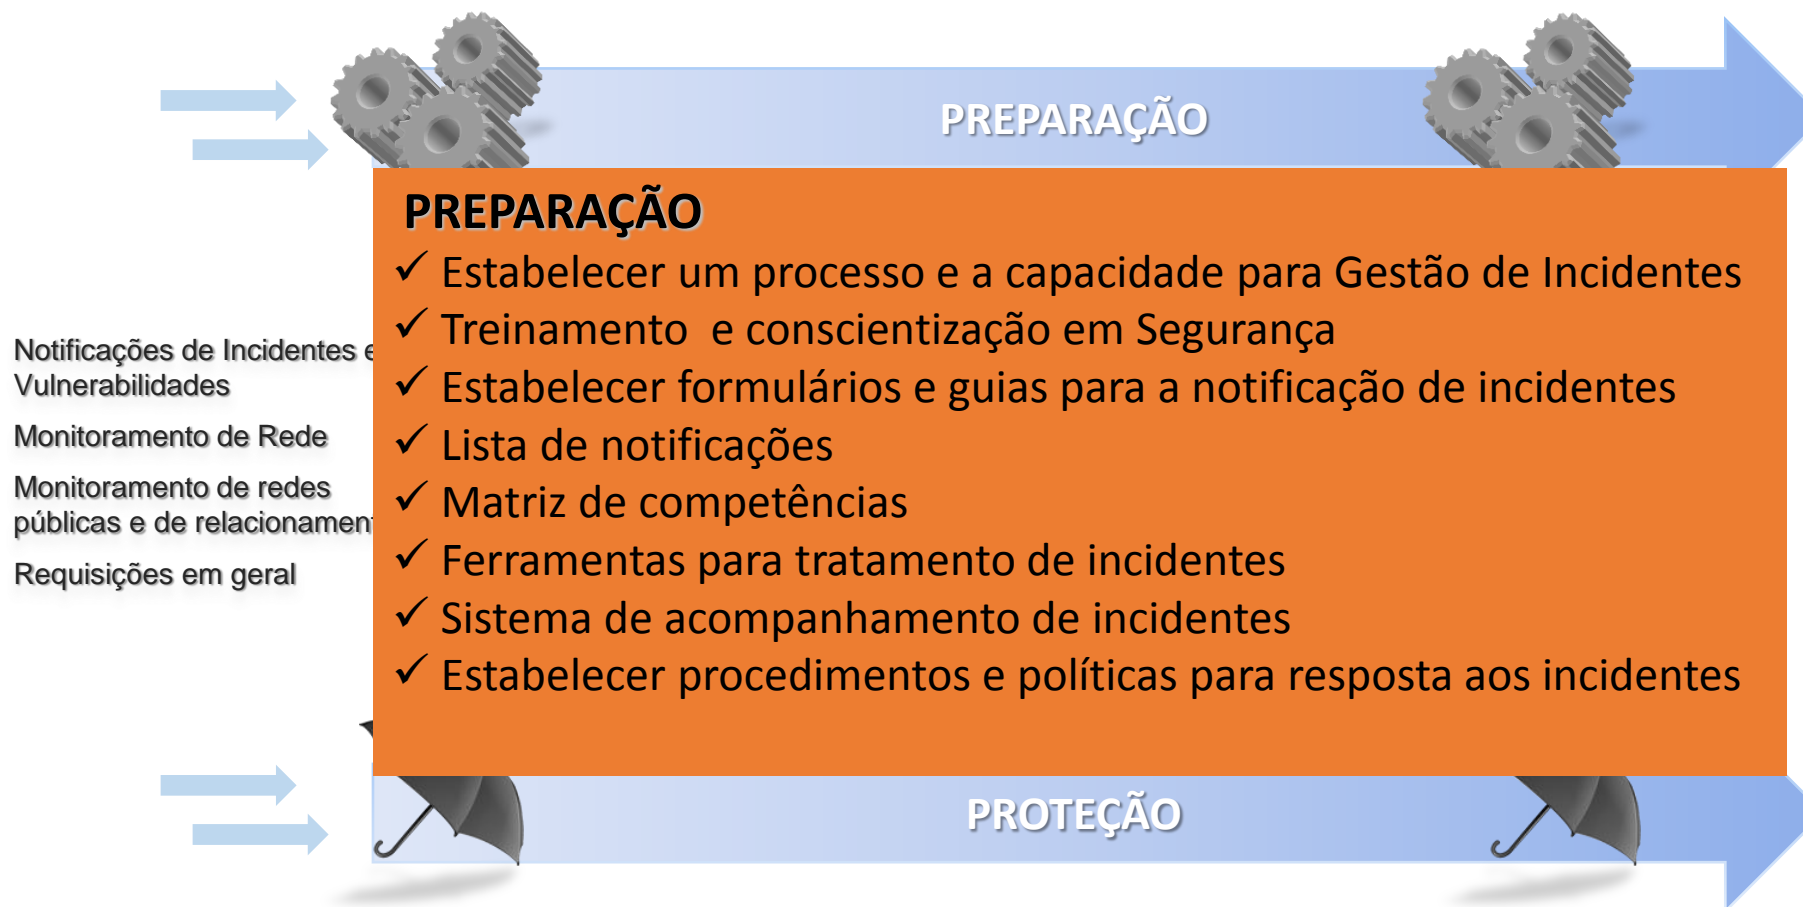 PREPARAÇÃO
PREPARAÇÃO
✓ Estabelecer um processo e a capacidade para Gestão de Incidentes
✓ Treinamento e conscientização em Segurança
✓ Estabelecer formulários e guias para a notificação de incidentes
✓ Lista de notificações
✓ Matriz de competências
✓ Ferramentas para tratamento de incidentes
✓ Sistema de acompanhamento de incidentes
✓ Estabelecer procedimentos e políticas para resposta aos incidentes
Notificações de Incidentes e
Vulnerabilidades
Monitoramento de Rede
Monitoramento de redes
públicas e de
Requisições em geral
PROTEÇÃO